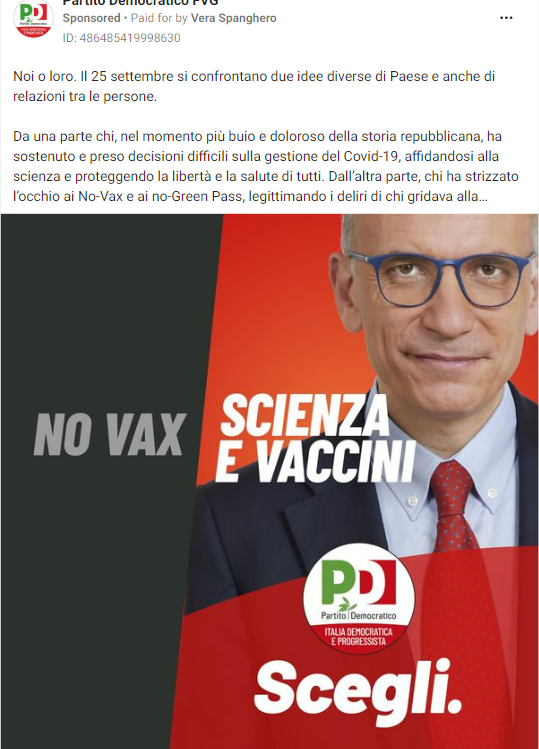 Partito Democratico FVG
Sponsored • Paid for by Vera Spanghero
ID: 486485419998630
Noi o loro. Il 25 settembre si confrontano due idee diverse di Paese e anche di
relazioni tra le persone.
Da una parte chi, nel momento più buio e doloroso della storia repubblicana, ha
sostenuto e preso decisioni difficili sulla gestione del Covid-19, affidandosi alla
scienza e proteggendo la libertà e la salute di tutti. Dall'altra parte, chi ha strizzato
l'occhio ai No-Vax e ai no-Green Pass, legittimando i deliri di chi gridava alla...
NO VAX
SCIENZA
E VACCINI
PD
Partito Democratico
ITALIA DEMOCRATICA
E PROGRESSISTA
Scegli.